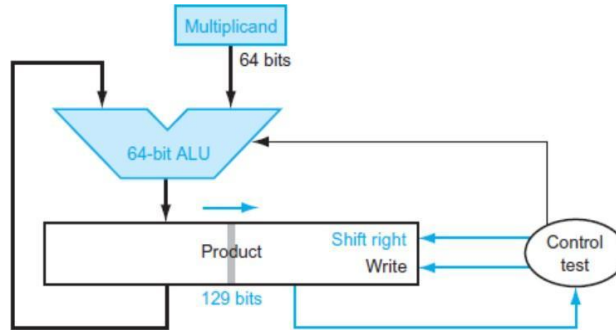 Multiplicand
64 bits
64-bit ALU
Product
Shift right
Write
129 bits
Control
test